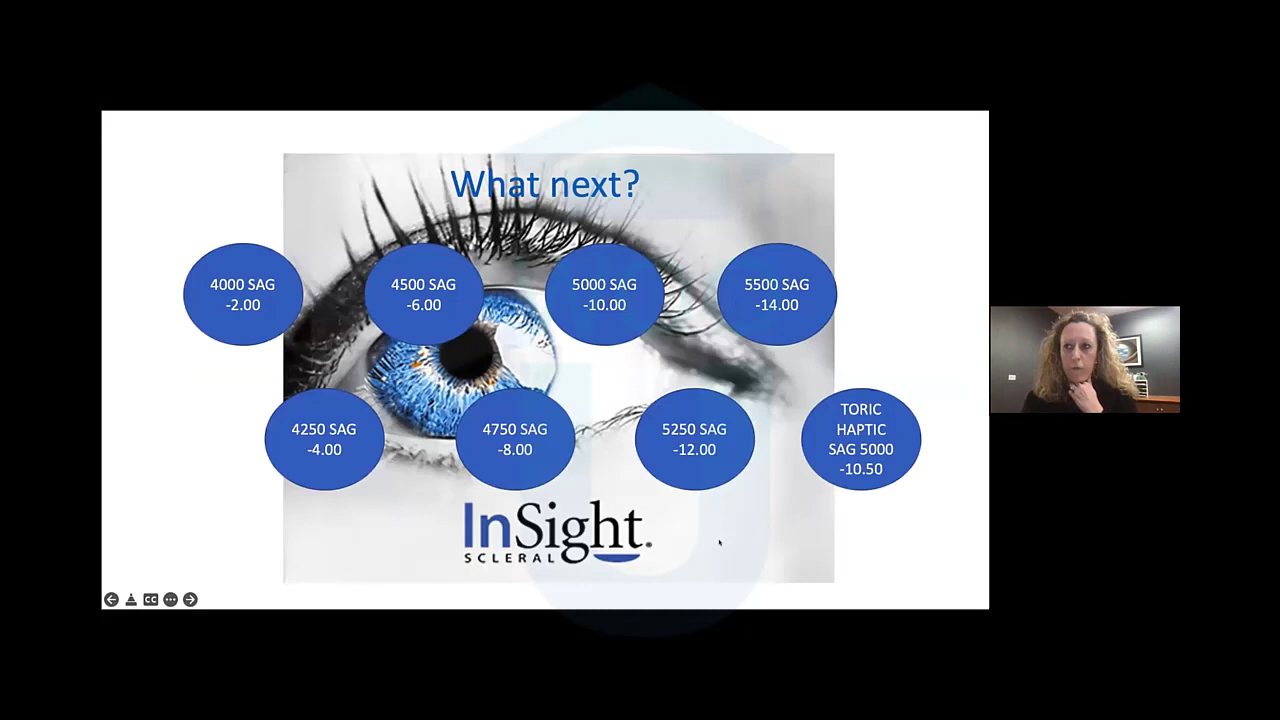 What next?
4000 SAG
-2.00
4500 SAG
-6.00
5000 SAG
-10.00
5500 SAG
-14.00
4250 SAG
-4.00
4750 SAG
-8.00
5250 SAG
-12.00
TORIC
HAPTIC
SAG 5000
-10.50
InSight®
SCLERAL
CC